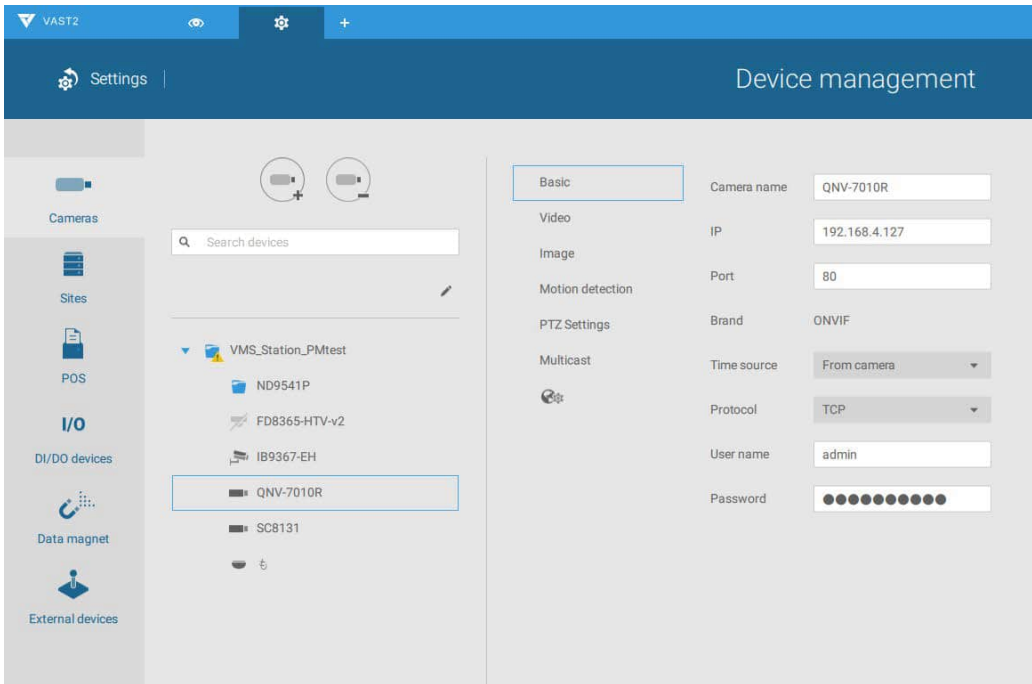 VAST2
+
Settings
Device management
Cameras
Sites
POS
I/O
DI/DO devices
Data magnet
External devices
Search devices
VMS_Station_PMtest
ND9541P
FD8365-HTV-v2
IB9367-EH
QNV-7010R
SC8131
も
Basic
Video
Image
Motion detection
PTZ Settings
Multicast
Camera name QNV-7010R
IP 192.168.4.127
Port 80
Brand ONVIF
Time source From camera
Protocol TCP
User name admin
Password ●●●●●●●●●●